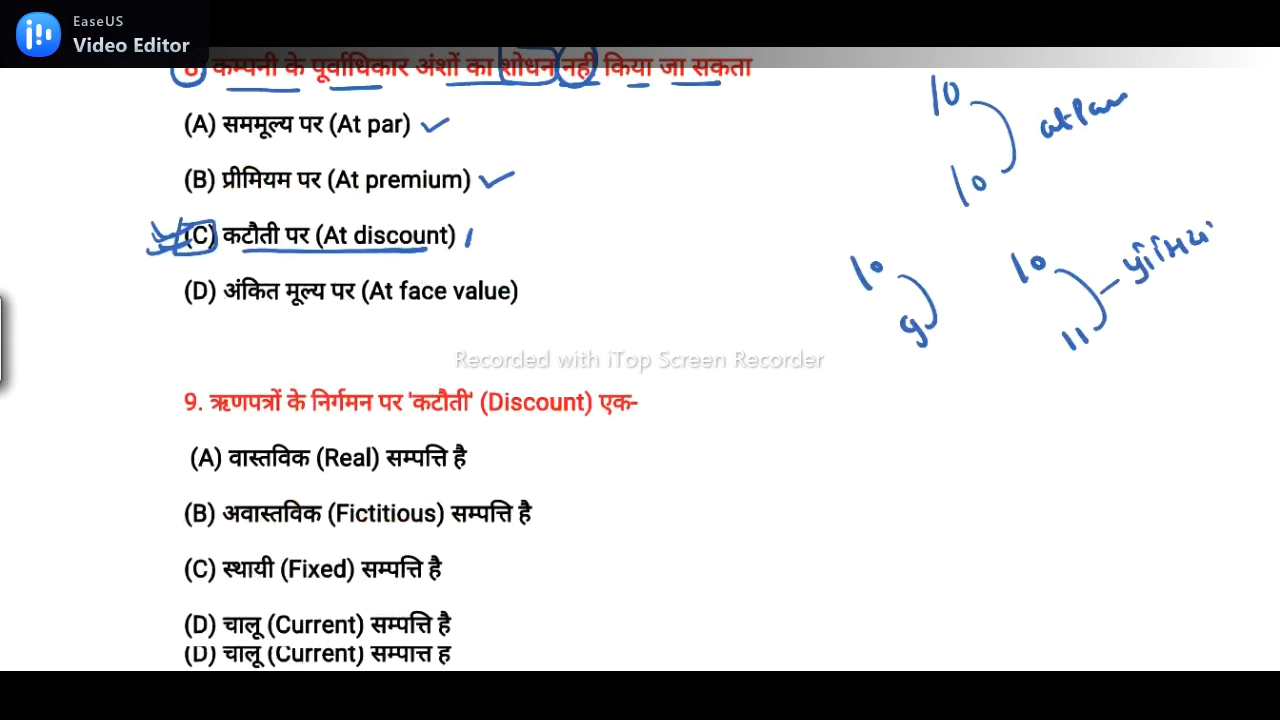 EaseUS
Video Editor
8. कम्पनी के पूर्वाधिकार अंशों का शोधन नही किया जा सकता
(A) सममूल्य पर (At par)
(B) प्रीमियम पर (At premium)
(C) कटौती पर (At discount)
(D) अंकित मूल्य पर (At face value)
10
at Par
10
10
9
10
11
Recorded with iTop Screen Recorder
9. ऋणपत्रों के निर्गमन पर 'कटौती' (Discount) एक-
(A) वास्तविक (Real) सम्पत्ति है
(B) अवास्तविक (Fictitious) सम्पत्ति है
(C) स्थायी (Fixed) सम्पत्ति है
(D) चालू (Current) सम्पत्ति है
(D) चालू (Current) सम्पात्त ह